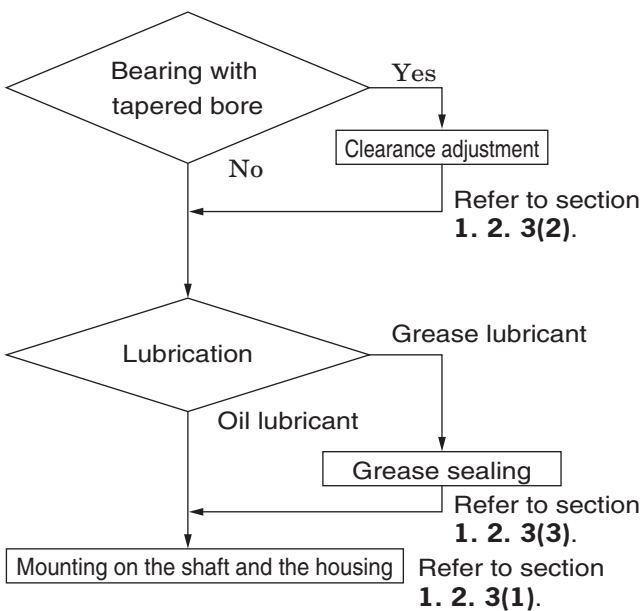 Bearing with
tapered bore
Yes
Clearance adjustment
No
Refer to section
1. 2. 3(2).
Lubrication
Grease lubricant
Oil lubricant
Grease sealing
Refer to section
1. 2. 3(3).
Mounting on the shaft and the housing
Refer to section
1. 2. 3(1).